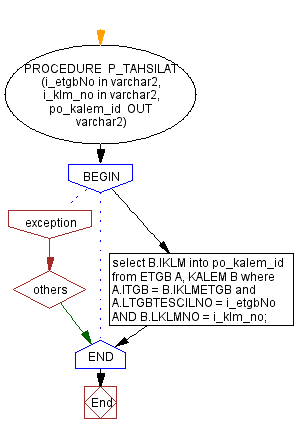 PROCEDURE P_TAHSILAT
(i_etgbNo in varchar2,
i_klm_no in varchar2,
po_kalem_id OUT
varchar2)
BEGIN
exception
others
select B.IKLM into po_kalem_id
from ETGB A, KALEM B where
A.ITGB = B.IKLMETGB and
A.LTGBTESCILNO = i_etgbNo
AND B.LKLMNO = i_klm_no;
END
End